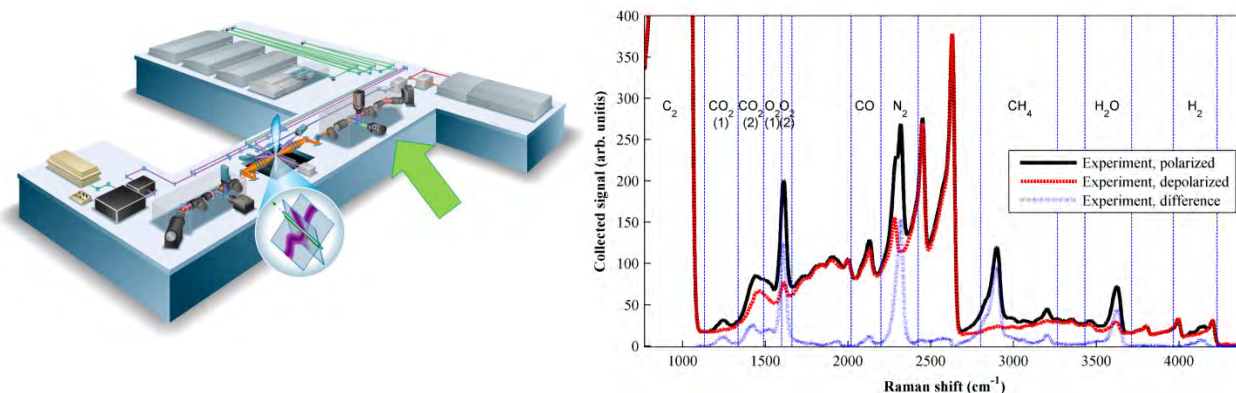 400
350
300
250
200
150
100
50
0
Collected signal (arb. units)
C2 CO2 (1) CO2 (2) O2 (1) O2 (2) CO N2 CH4 H2O H2
Experiment, polarized
Experiment, depolarized
Experiment, difference
1000 1500 2000 2500 3000 3500 4000
Raman shift (cm-1)